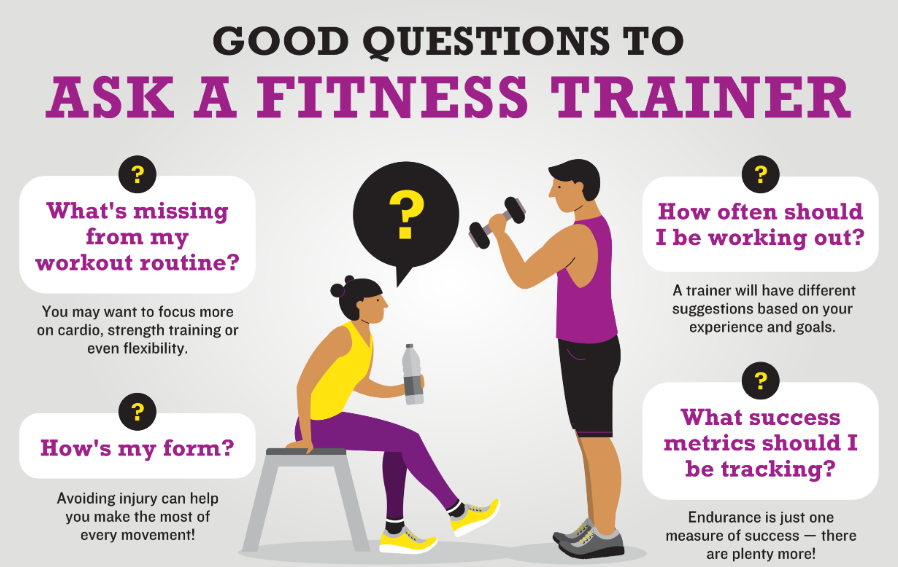 GOOD QUESTIONS TO
ASK A FITNESS TRAINER
?
What's missing
from my
workout routine?
You may want to focus more
on cardio, strength training or
even flexibility.
?
How's my form?
Avoiding injury can help
you make the most of
every movement!
?
?
How often should
I be working out?
A trainer will have different
suggestions based on your
experience and goals.
?
What success
metrics should I
be tracking?
Endurance is just one
measure of success — there
are plenty more!